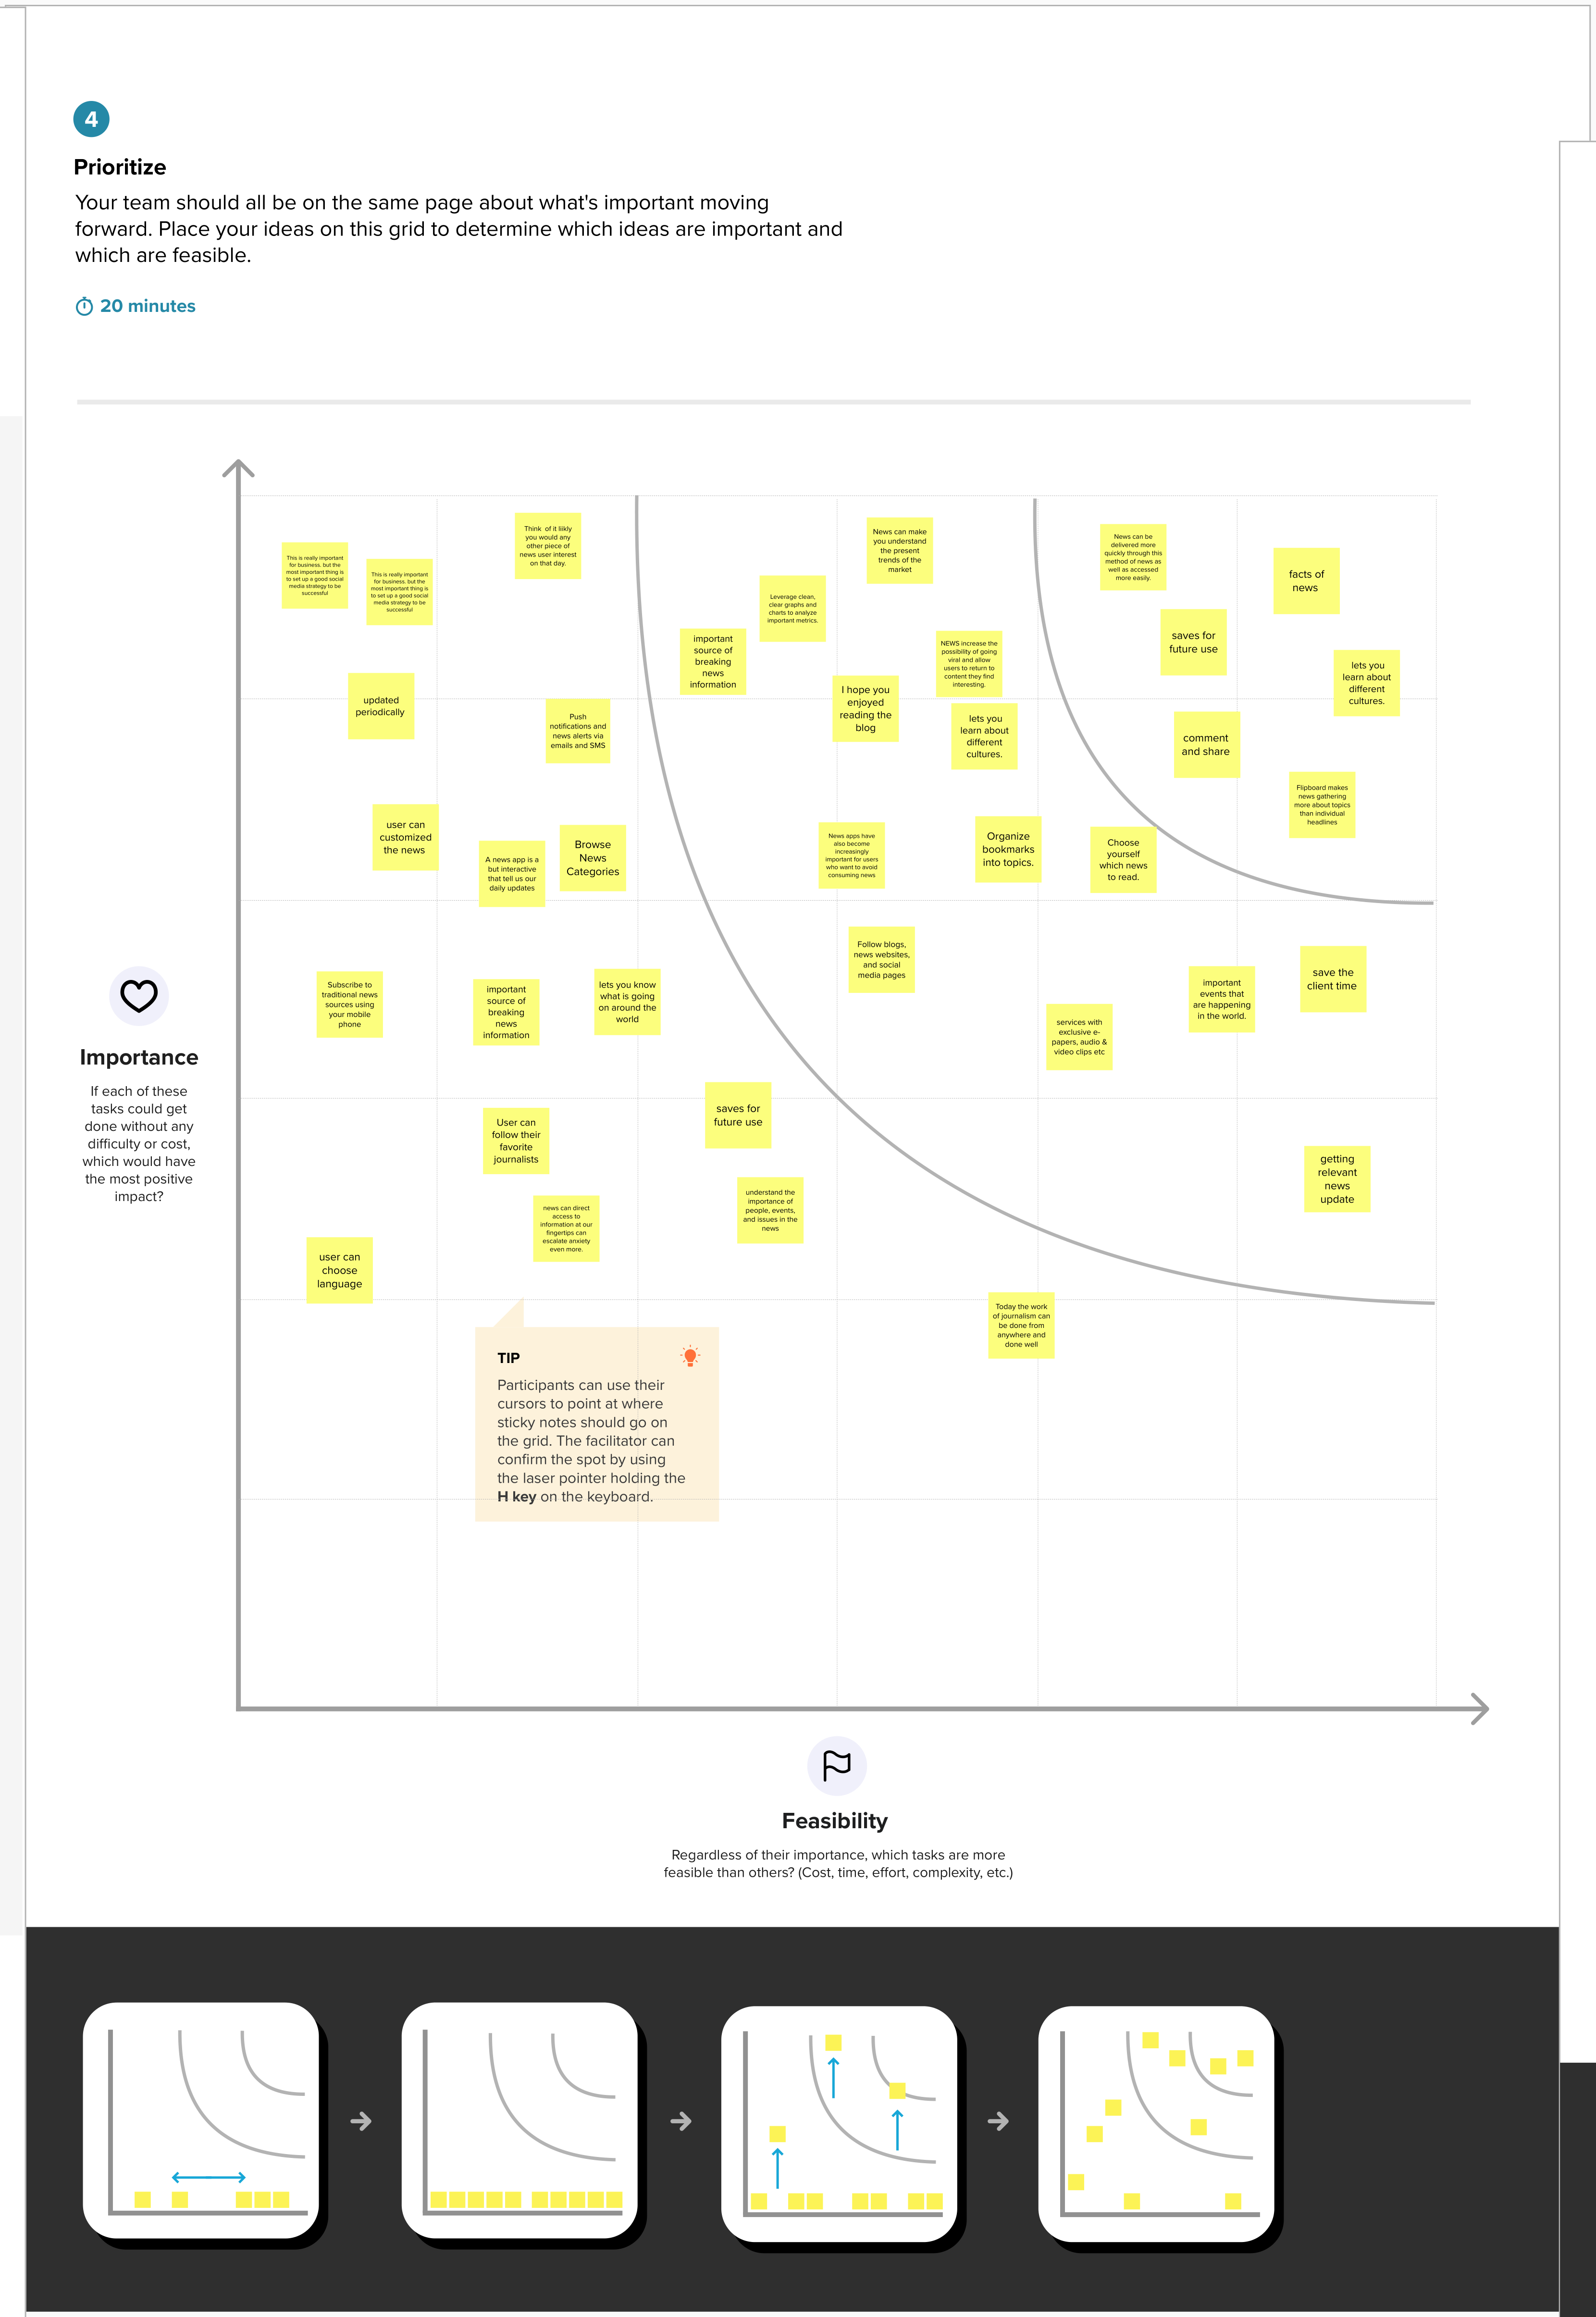 4
Prioritize
Your team should all be on the same page about what's important moving
forward. Place your ideas on this grid to determine which ideas are important and
which are feasible.
20 minutes
This is really important
for business. but the
most important thing is
to set up a good social
media strategy to be
successful
This is really important
for business. but the
most important thing is
to set up a good social
media strategy to be
successful
Think of it liikly
you would any
other piece of
news user interest
on that day.
News can make
you understand
the present
trends of the
market
News can be
delivered more
quickly through this
method of news as
well as accessed
more easily.
facts of
news
Leverage clean,
clear graphs and
charts to analyze
important metrics.
important
source of
breaking
news
information
NEWS increase the
possibility of going
viral and allow
users to return to
content they find
interesting.
saves for
future use
lets you
learn about
different
cultures.
updated
periodically
Push
notifications and
news alerts via
emails and SMS
I hope you
enjoyed
reading the
blog
lets you
learn about
different
cultures.
comment
and share
Flipboard makes
news gathering
more about topics
than individual
headlines
user can
customized
the news
A news app is a
but interactive
that tell us our
daily updates
Browse
News
Categories
News apps have
also become
increasingly
important for users
who want to avoid
consuming news
Organize
bookmarks
into topics.
Choose
yourself
which news
to read.
Follow blogs,
news websites,
and social
media pages
Subscribe to
traditional news
sources using
your mobile
phone
important
source of
breaking
news
information
lets you know
what is going
on around the
world
services with
exclusive e-
papers, audio &
video clips etc
important
events that
are happening
in the world.
save the
client time
Importance
If each of these
tasks could get
done without any
difficulty or cost,
which would have
the most positive
impact?
User can
follow their
favorite
journalists
saves for
future use
getting
relevant
news
update
news can direct
access to
information at our
fingertips can
escalate anxiety
even more.
understand the
importance of
people, events,
and issues in the
news
user can
choose
language
Today the work
of journalism can
be done from
anywhere and
done well
TIP
Participants can use their
cursors to point at where
sticky notes should go on
the grid. The facilitator can
confirm the spot by using
the laser pointer holding the
H key on the keyboard.
Feasibility
Regardless of their importance, which tasks are more
feasible than others? (Cost, time, effort, complexity, etc.)